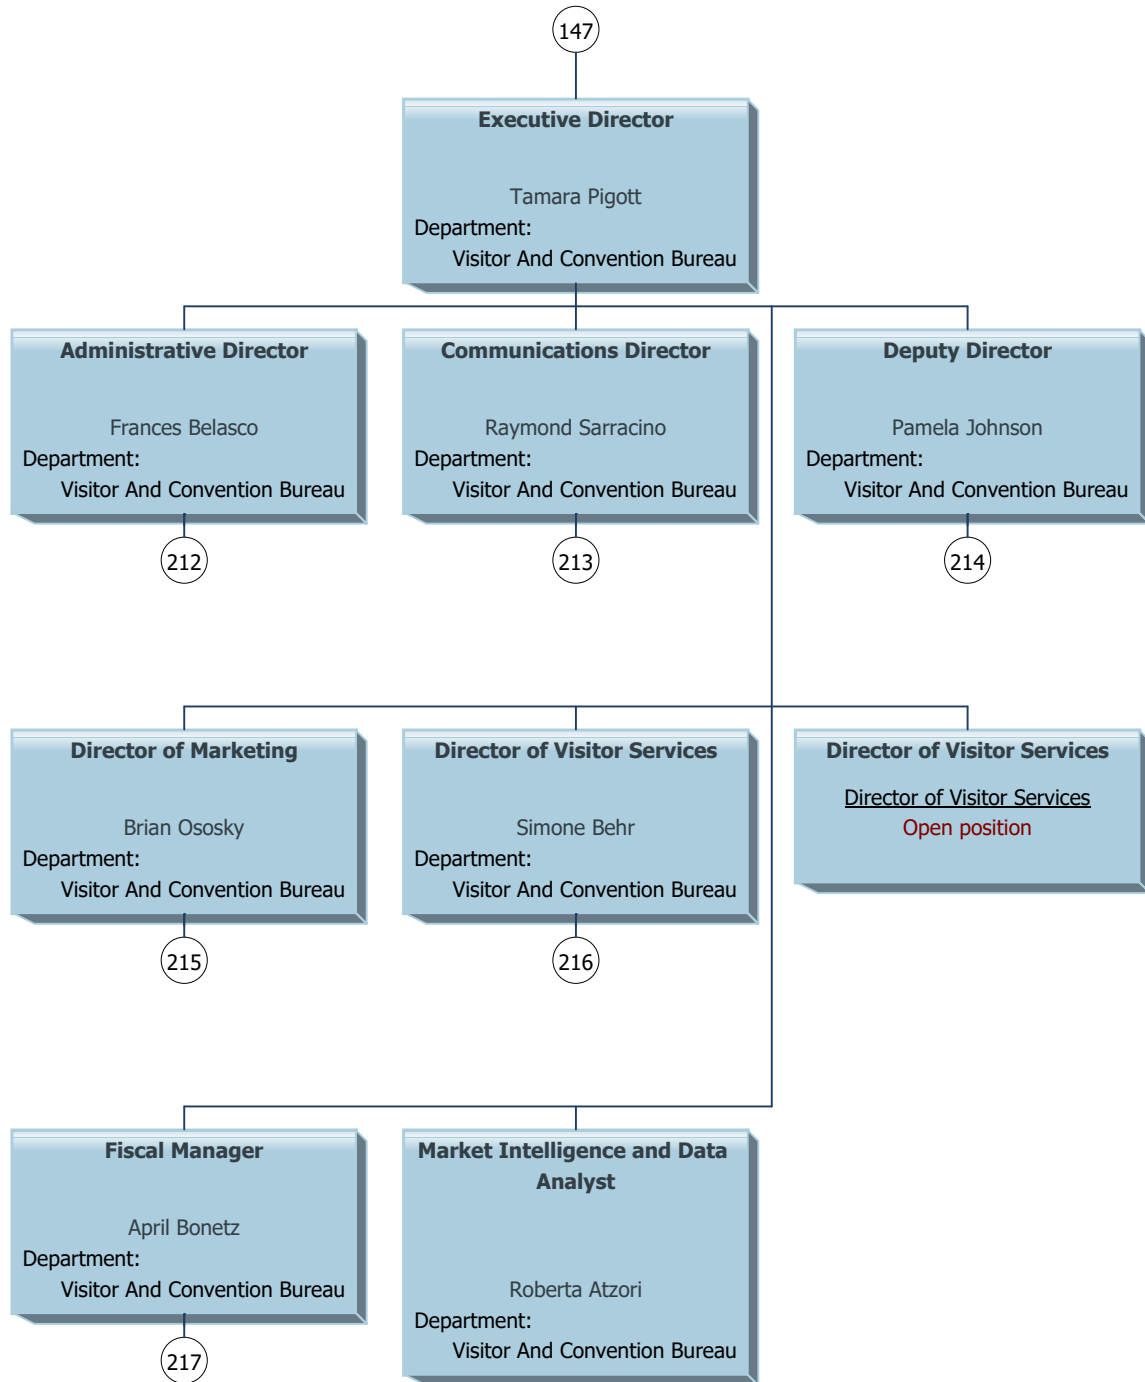 147
Executive Director
Tamara Pigott
Department:
Visitor And Convention Bureau
Administrative Director
Frances Belasco
Department:
Visitor And Convention Bureau
212
Communications Director
Raymond Sarracino
Department:
Visitor And Convention Bureau
213
Deputy Director
Pamela Johnson
Department:
Visitor And Convention Bureau
214
Director of Marketing
Brian Ososky
Department:
Visitor And Convention Bureau
215
Director of Visitor Services
Simone Behr
Department:
Visitor And Convention Bureau
216
Director of Visitor Services
Director of Visitor Services
Open position
Fiscal Manager
April Bonetz
Department:
Visitor And Convention Bureau
217
Market Intelligence and Data
Analyst
Roberta Atzori
Department:
Visitor And Convention Bureau